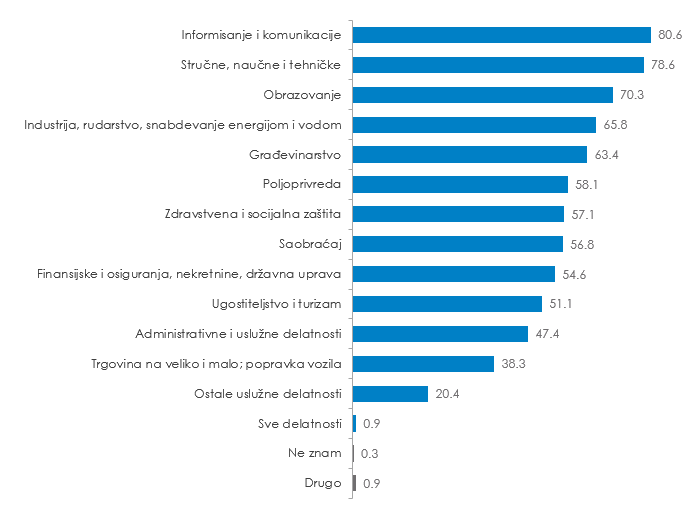 Informisanje i komunikacije 80.6
Stručne, naučne i tehničke 78.6
Obrazovanje 70.3
Industrija, rudarstvo, snabdevanje energijom i vodom 65.8
Građevinarstvo 63.4
Poljoprivreda 58.1
Zdravstvena i socijalna zaštita 57.1
Saobraćaj 56.8
Finansijske i osiguranja, nekretnine, državna uprava 54.6
Ugostiteljstvo i turizam 51.1
Administrativne i uslužne delatnosti 47.4
Trgovina na veliko i malo; popravka vozila 38.3
Ostale uslužne delatnosti 20.4
Sve delatnosti 0.9
Ne znam 0.3
Drugo 0.9